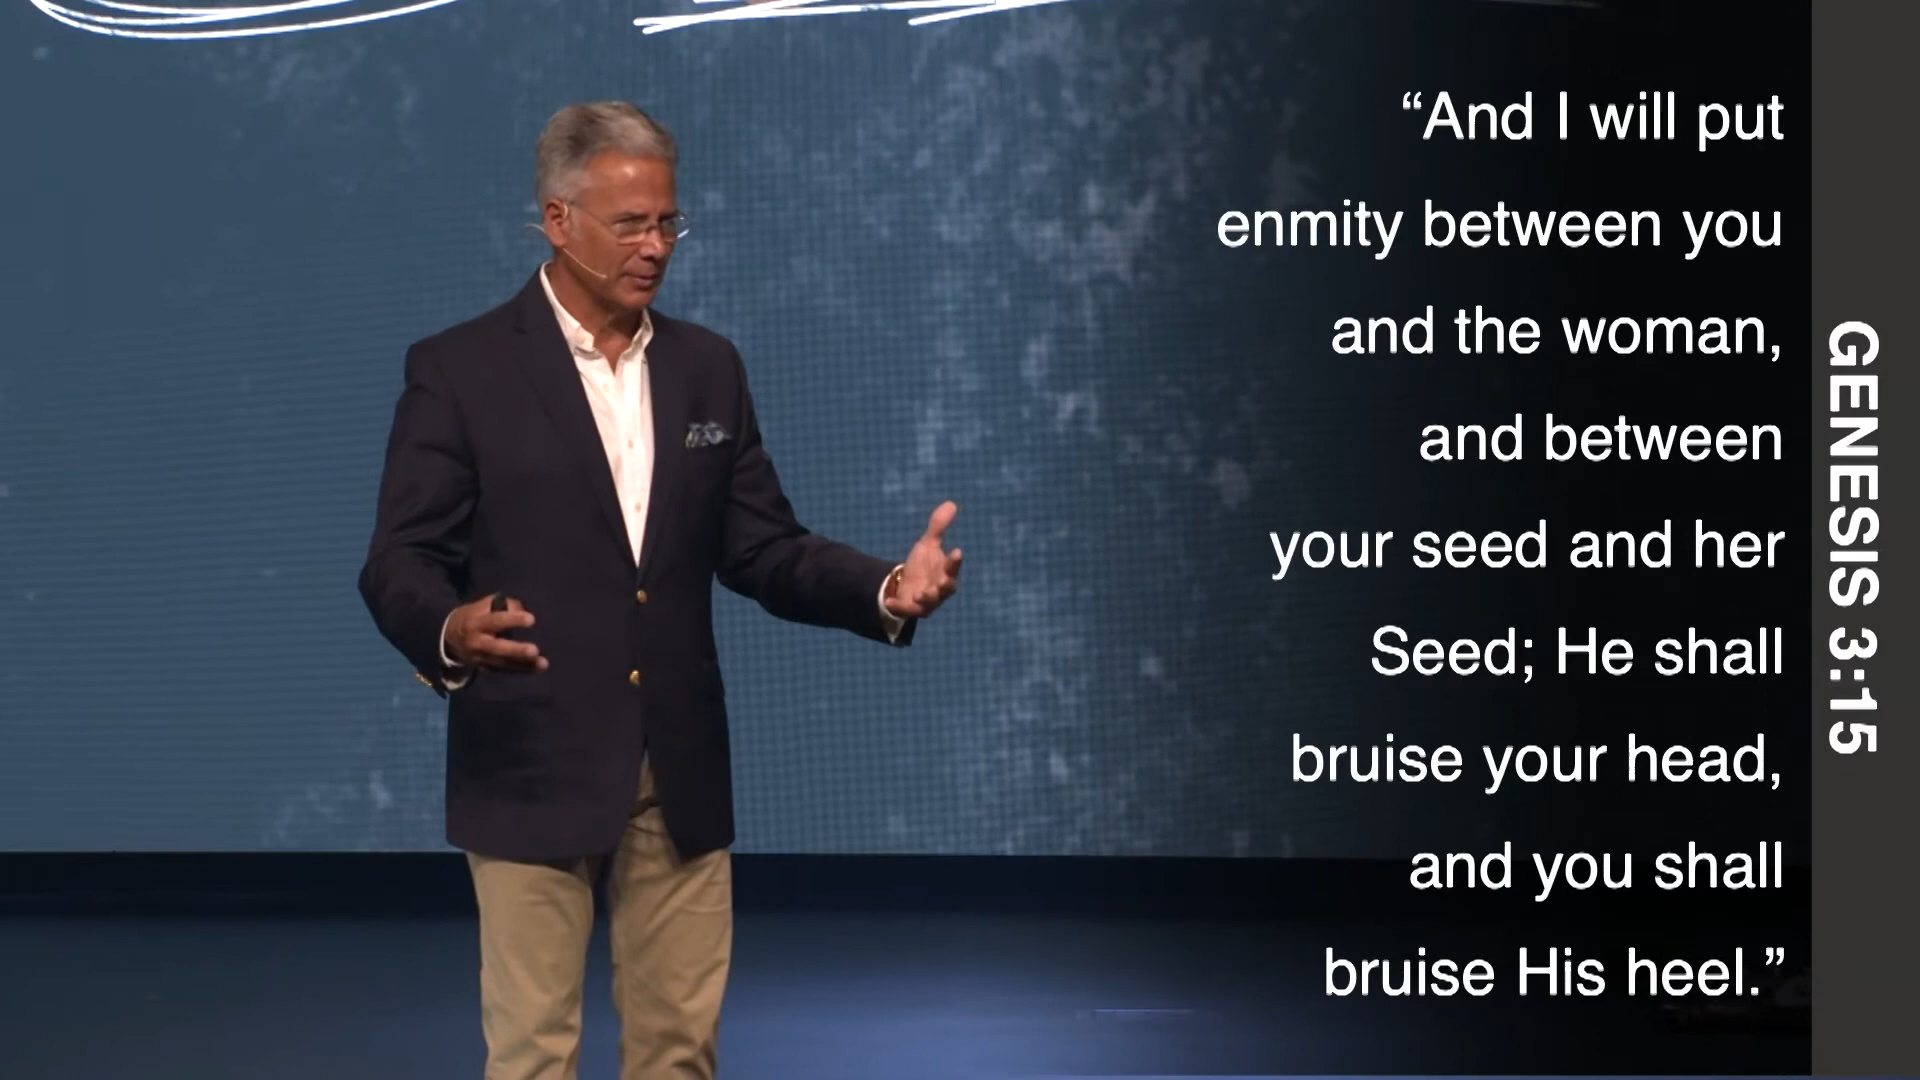 “And I will put
enmity between you
and the woman,
and between
your seed and her
Seed; He shall
bruise your head,
and you shall
bruise His heel.”
GENESIS 3:15